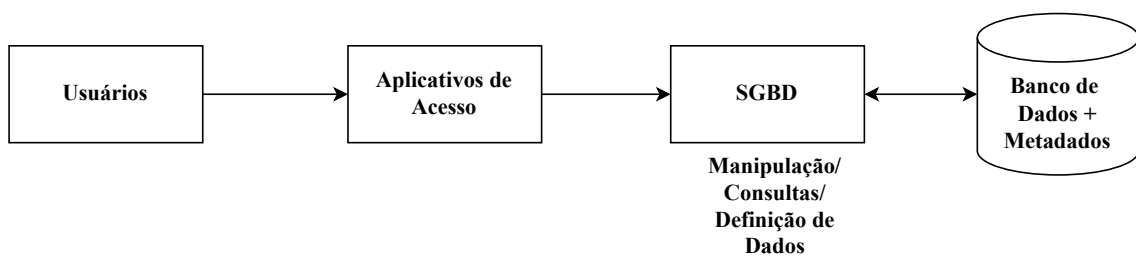 Usuários
Aplicativos de
Acesso
SGBD
Banco de
Dados +
Metadados
Manipulação/
Consultas/
Definição de
Dados